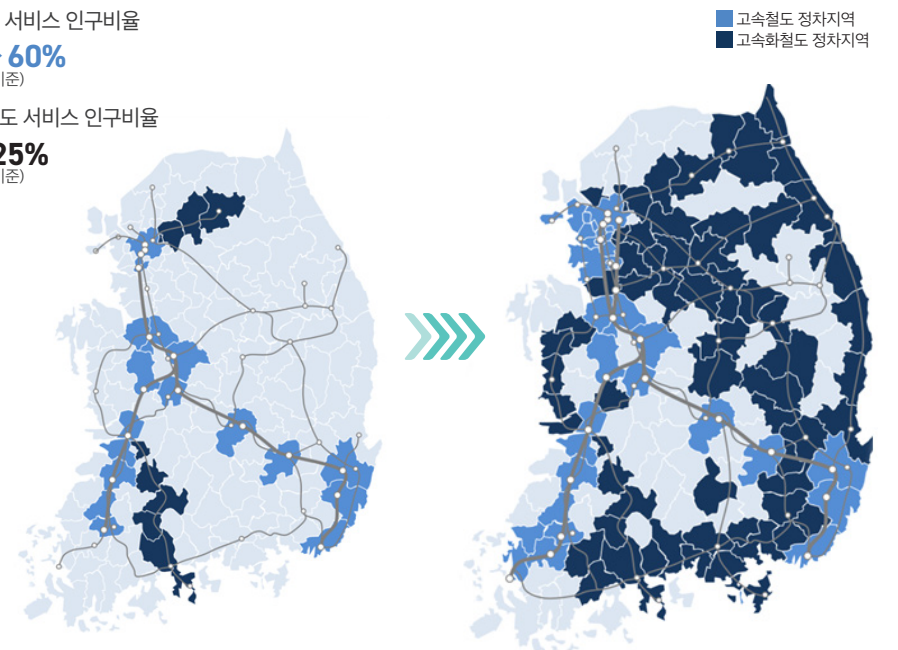 서비스 인구비율
60%
기준)
도 서비스 인구비율
25%
기준)
고속철도 정차지역
고속화철도 정차지역